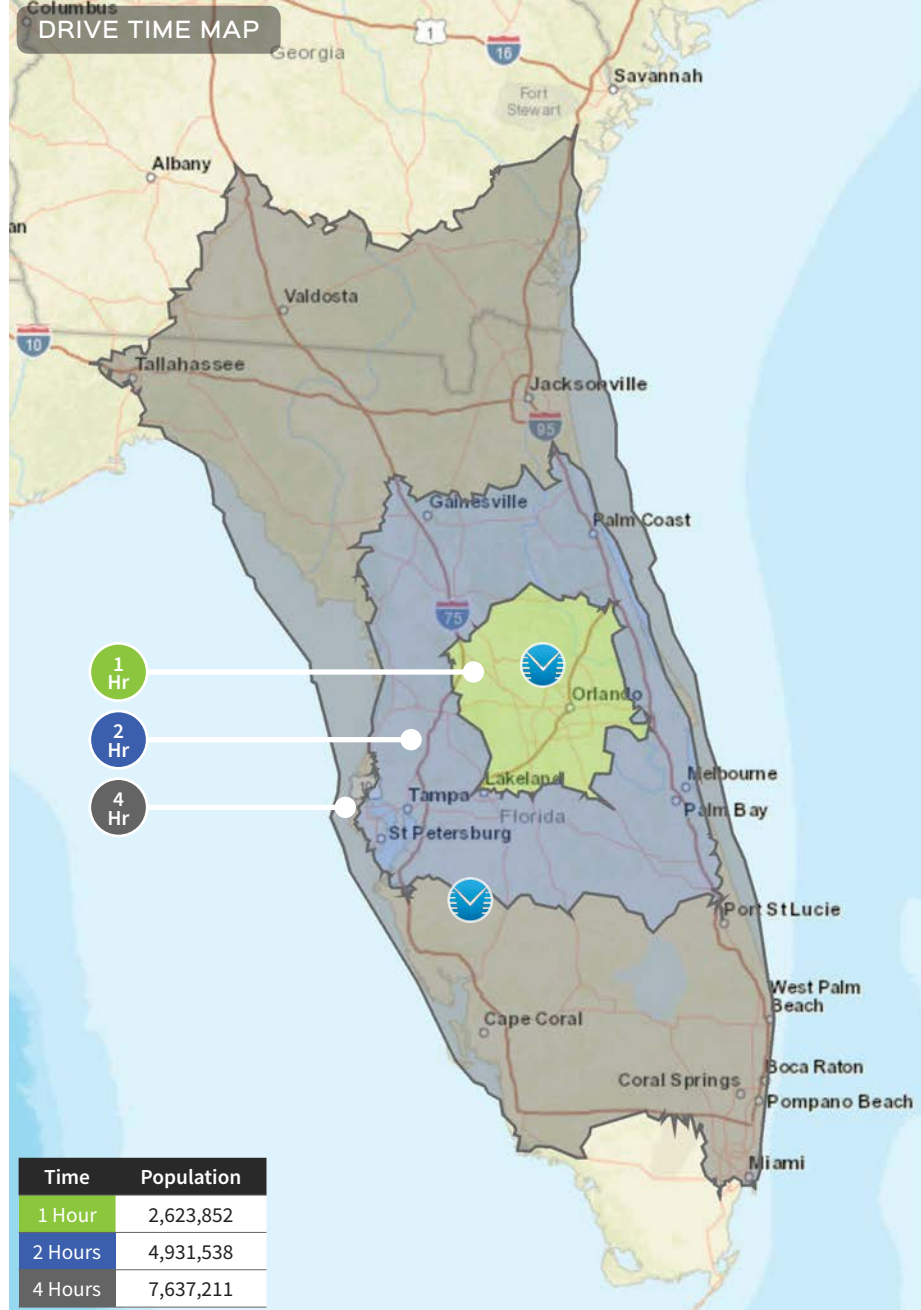 Columbus
DRIVE TIME MAP
Georgia
1
16
Savannah
Fort
Stewart
Albany
an
Valdosta
10
Tallahassee
Jacksonville
95
Gainesville
Palm Coast
75
1
Hr
Orlando
2
Hr
4
Hr
Lakeland
Melbourne
Tampa
Palm Bay
Florida
St Petersburg
Port St Lucie
West Palm
Beach
Cape Coral
Boca Raton
Coral Springs
Pompano Beach
Miami
Time Population
1 Hour 2,623,852
2 Hours 4,931,538
4 Hours 7,637,211